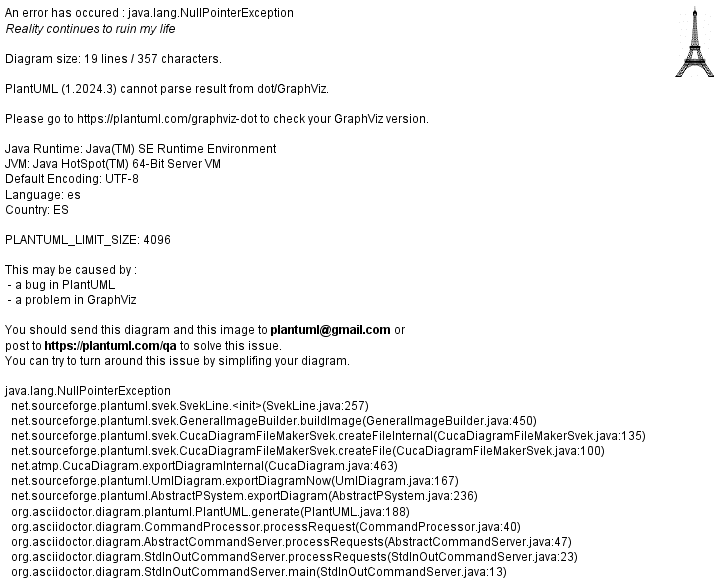 An error has occured : java.lang.NullPointerException
Reality continues to ruin my life
Diagram size: 19 lines / 357 characters.
PlantUML (1.2024.3) cannot parse result from dot/GraphViz.
Please go to https://plantuml.com/graphviz-dot to check your GraphViz version.
Java Runtime: Java(TM) SE Runtime Environment
JVM: Java HotSpot(TM) 64-Bit Server VM
Default Encoding: UTF-8
Language: es
Country: ES
PLANTUML_LIMIT_SIZE: 4096
This may be caused by :
- a bug in PlantUML
- a problem in GraphViz
You should send this diagram and this image to plantuml@gmail.com or
post to https://plantuml.com/qa to solve this issue.
You can try to turn around this issue by simplifing your diagram.
java.lang.NullPointerException
net.sourceforge.plantuml.svek.SvekLine.<init>(SvekLine.java:257)
net.sourceforge.plantuml.svek.GeneralImageBuilder.buildImage(GeneralImageBuilder.java:450)
net.sourceforge.plantuml.svek.CucaDiagramFileMakerSvek.createFileInternal(CucaDiagramFileMakerSvek.java:135)
net.sourceforge.plantuml.svek.CucaDiagramFileMakerSvek.createFile(CucaDiagramFileMakerSvek.java:100)
net.atmp.CucaDiagram.exportDiagramInternal(CucaDiagram.java:463)
net.sourceforge.plantuml.UmlDiagram.exportDiagramNow(UmlDiagram.java:167)
net.sourceforge.plantuml.AbstractPSystem.exportDiagram(AbstractPSystem.java:236)
org.asciidoctor.diagram.plantuml.PlantUML.generate(PlantUML.java:188)
org.asciidoctor.diagram.CommandProcessor.processRequest(CommandProcessor.java:40)
org.asciidoctor.diagram.AbstractCommandServer.processRequests(AbstractCommandServer.java:47)
org.asciidoctor.diagram.StdInOutCommandServer.processRequests(StdInOutCommandServer.java:23)
org.asciidoctor.diagram.StdInOutCommandServer.main(StdInOutCommandServer.java:13)